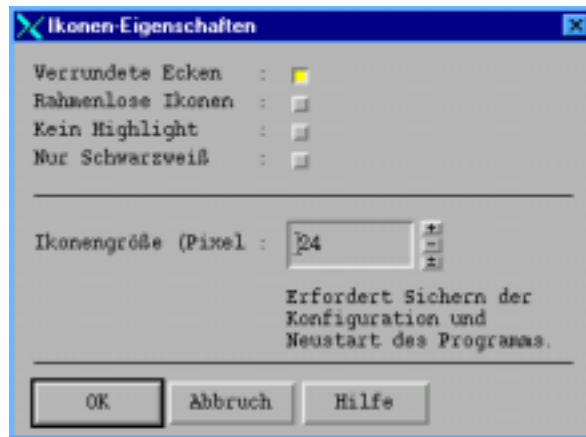 Ikonen-Eigenschaften
Verrundete Ecken :
Rahmenlose Ikonen :
Kein Highlight :
Nur Schwarzweiß :
Ikonengröße (Pixel : 24
Erfordert Sichern der
Konfiguration und
Neustart des Programms.
OK Abbruch Hilfe